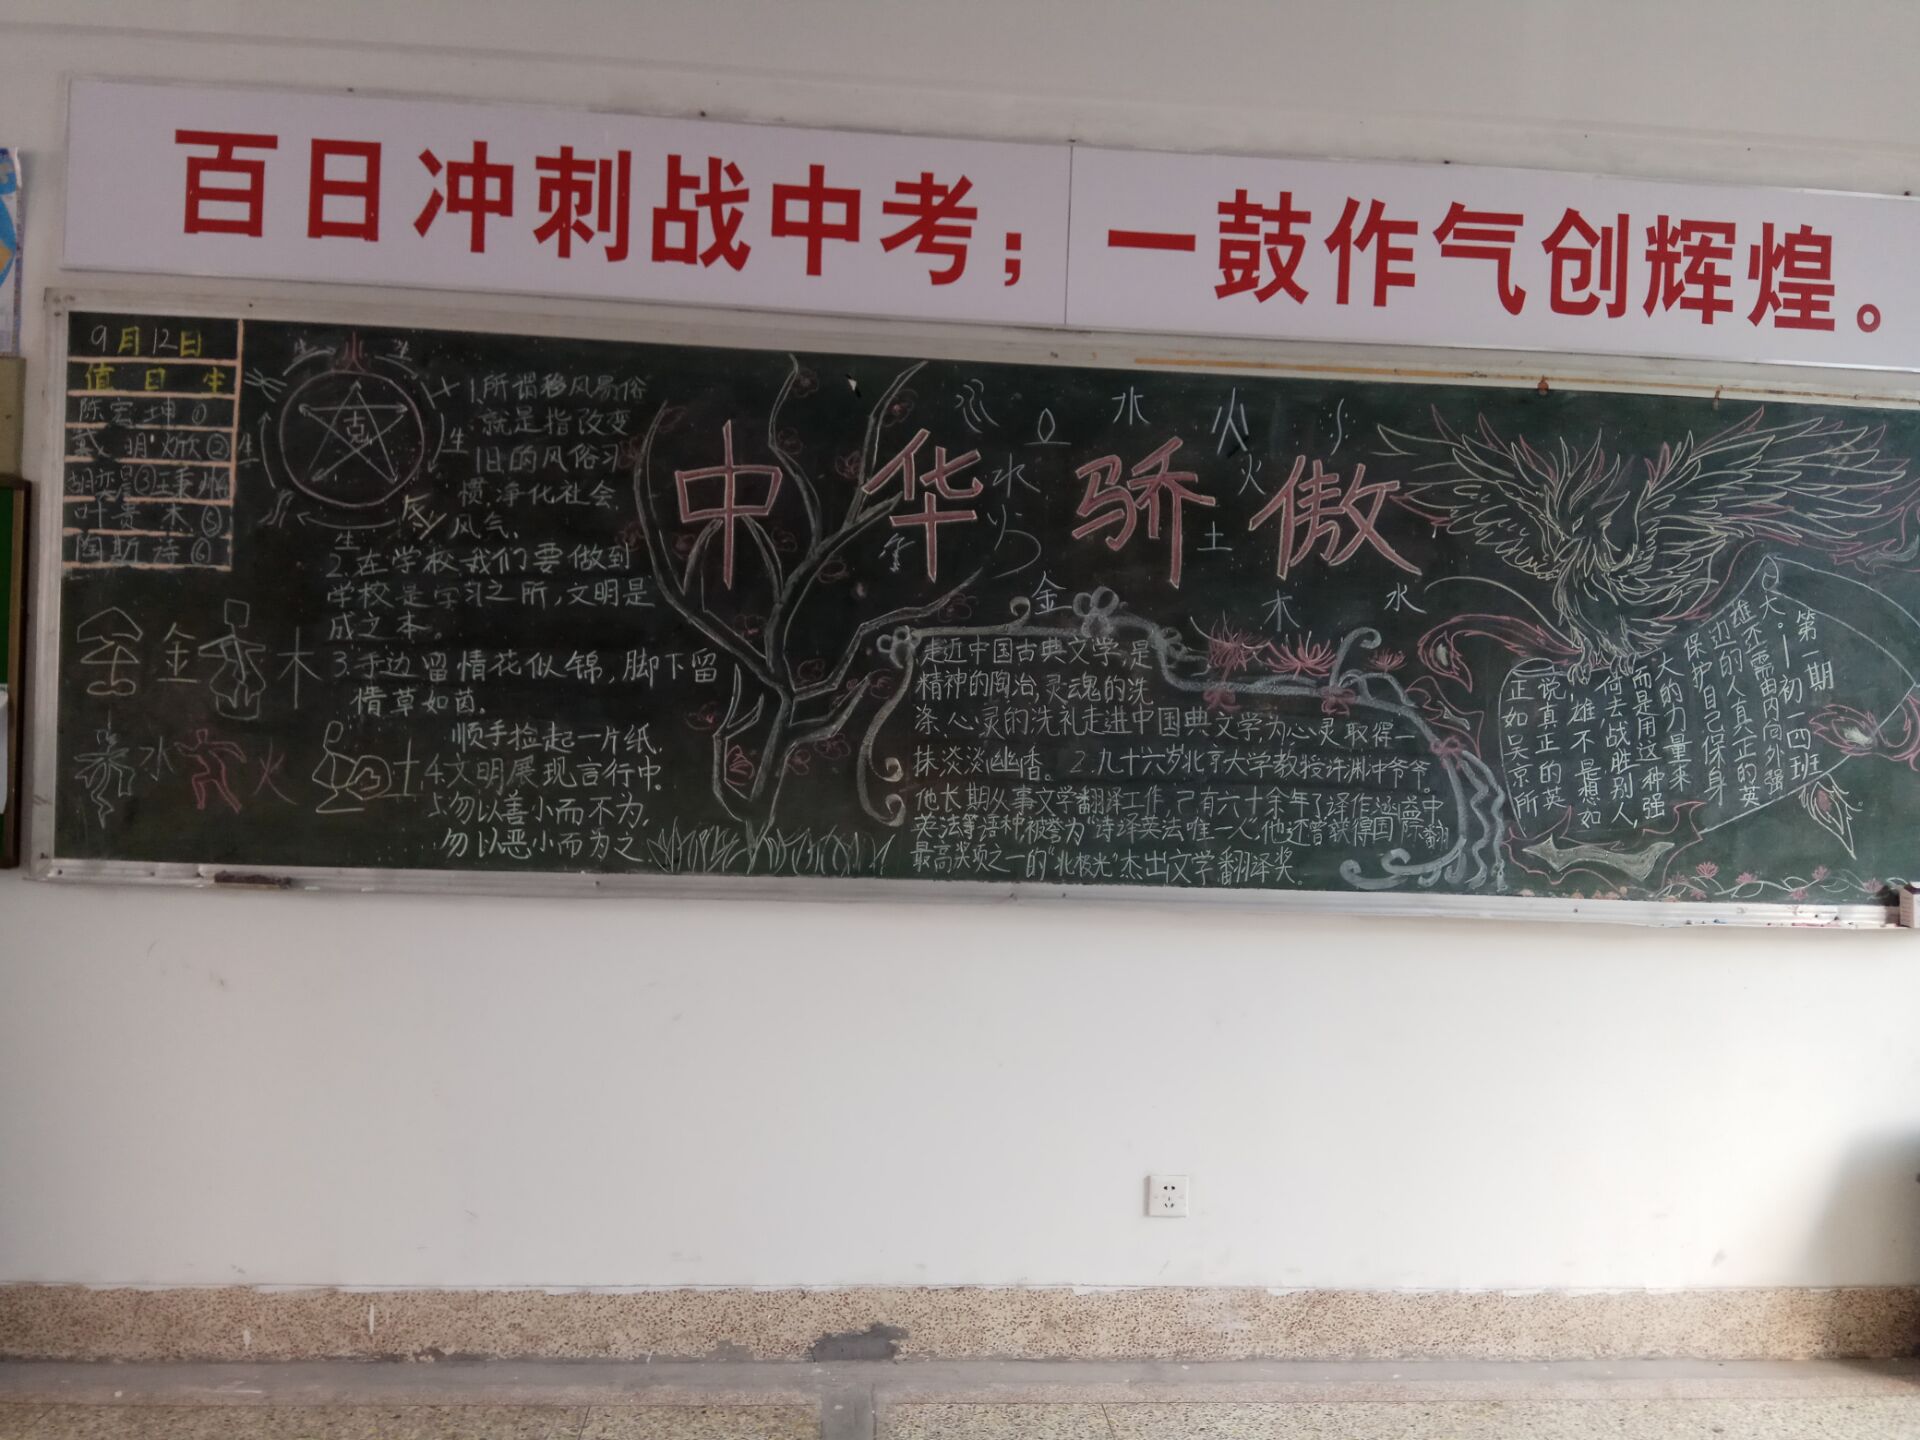 百日冲刺战中考；一鼓作气创辉煌。
9月12日
值日生
陈宏坤①
戴明焮②
叶贵木⑤
陶斯诗⑥
生 火 生
克
生
金
生
1.所谓移风易俗
就是指改变
旧的风俗习
惯,净化社会
风气.
2.在学校,我们要做到
学校是学习之所,文明是
成之本。
3.手边留情花似锦,脚下留
惜草如茵.
顺手捡起一片纸.
4.文明展现言行中.
5.勿以善小而不为,
勿以恶小而为之.
金 木
水 火 土
中华骄傲
水 火
水 火
土
金 木 水
走近中国古典文学,是
精神的陶冶,灵魂的洗
涤、心灵的洗礼走进中国典文学,为心灵取得一
抹淡淡幽香。2.九十六岁北京大学教授许渊冲爷爷。
他长期从事文学翻译工作,己有六十余年了译作涵盖中
英法等语种,被誉为"诗译英法唯一人",他还曾获得国际翻
最高奖项之一的"北极光"杰出文学翻译奖.
正如吴京所
说真正的英
雄,不是想如
何去战胜别人,
而是用这种强
大的力量来
保护自己保身
边的人真正的英
雄不需由内向外强
大。
第一期
——初一四班